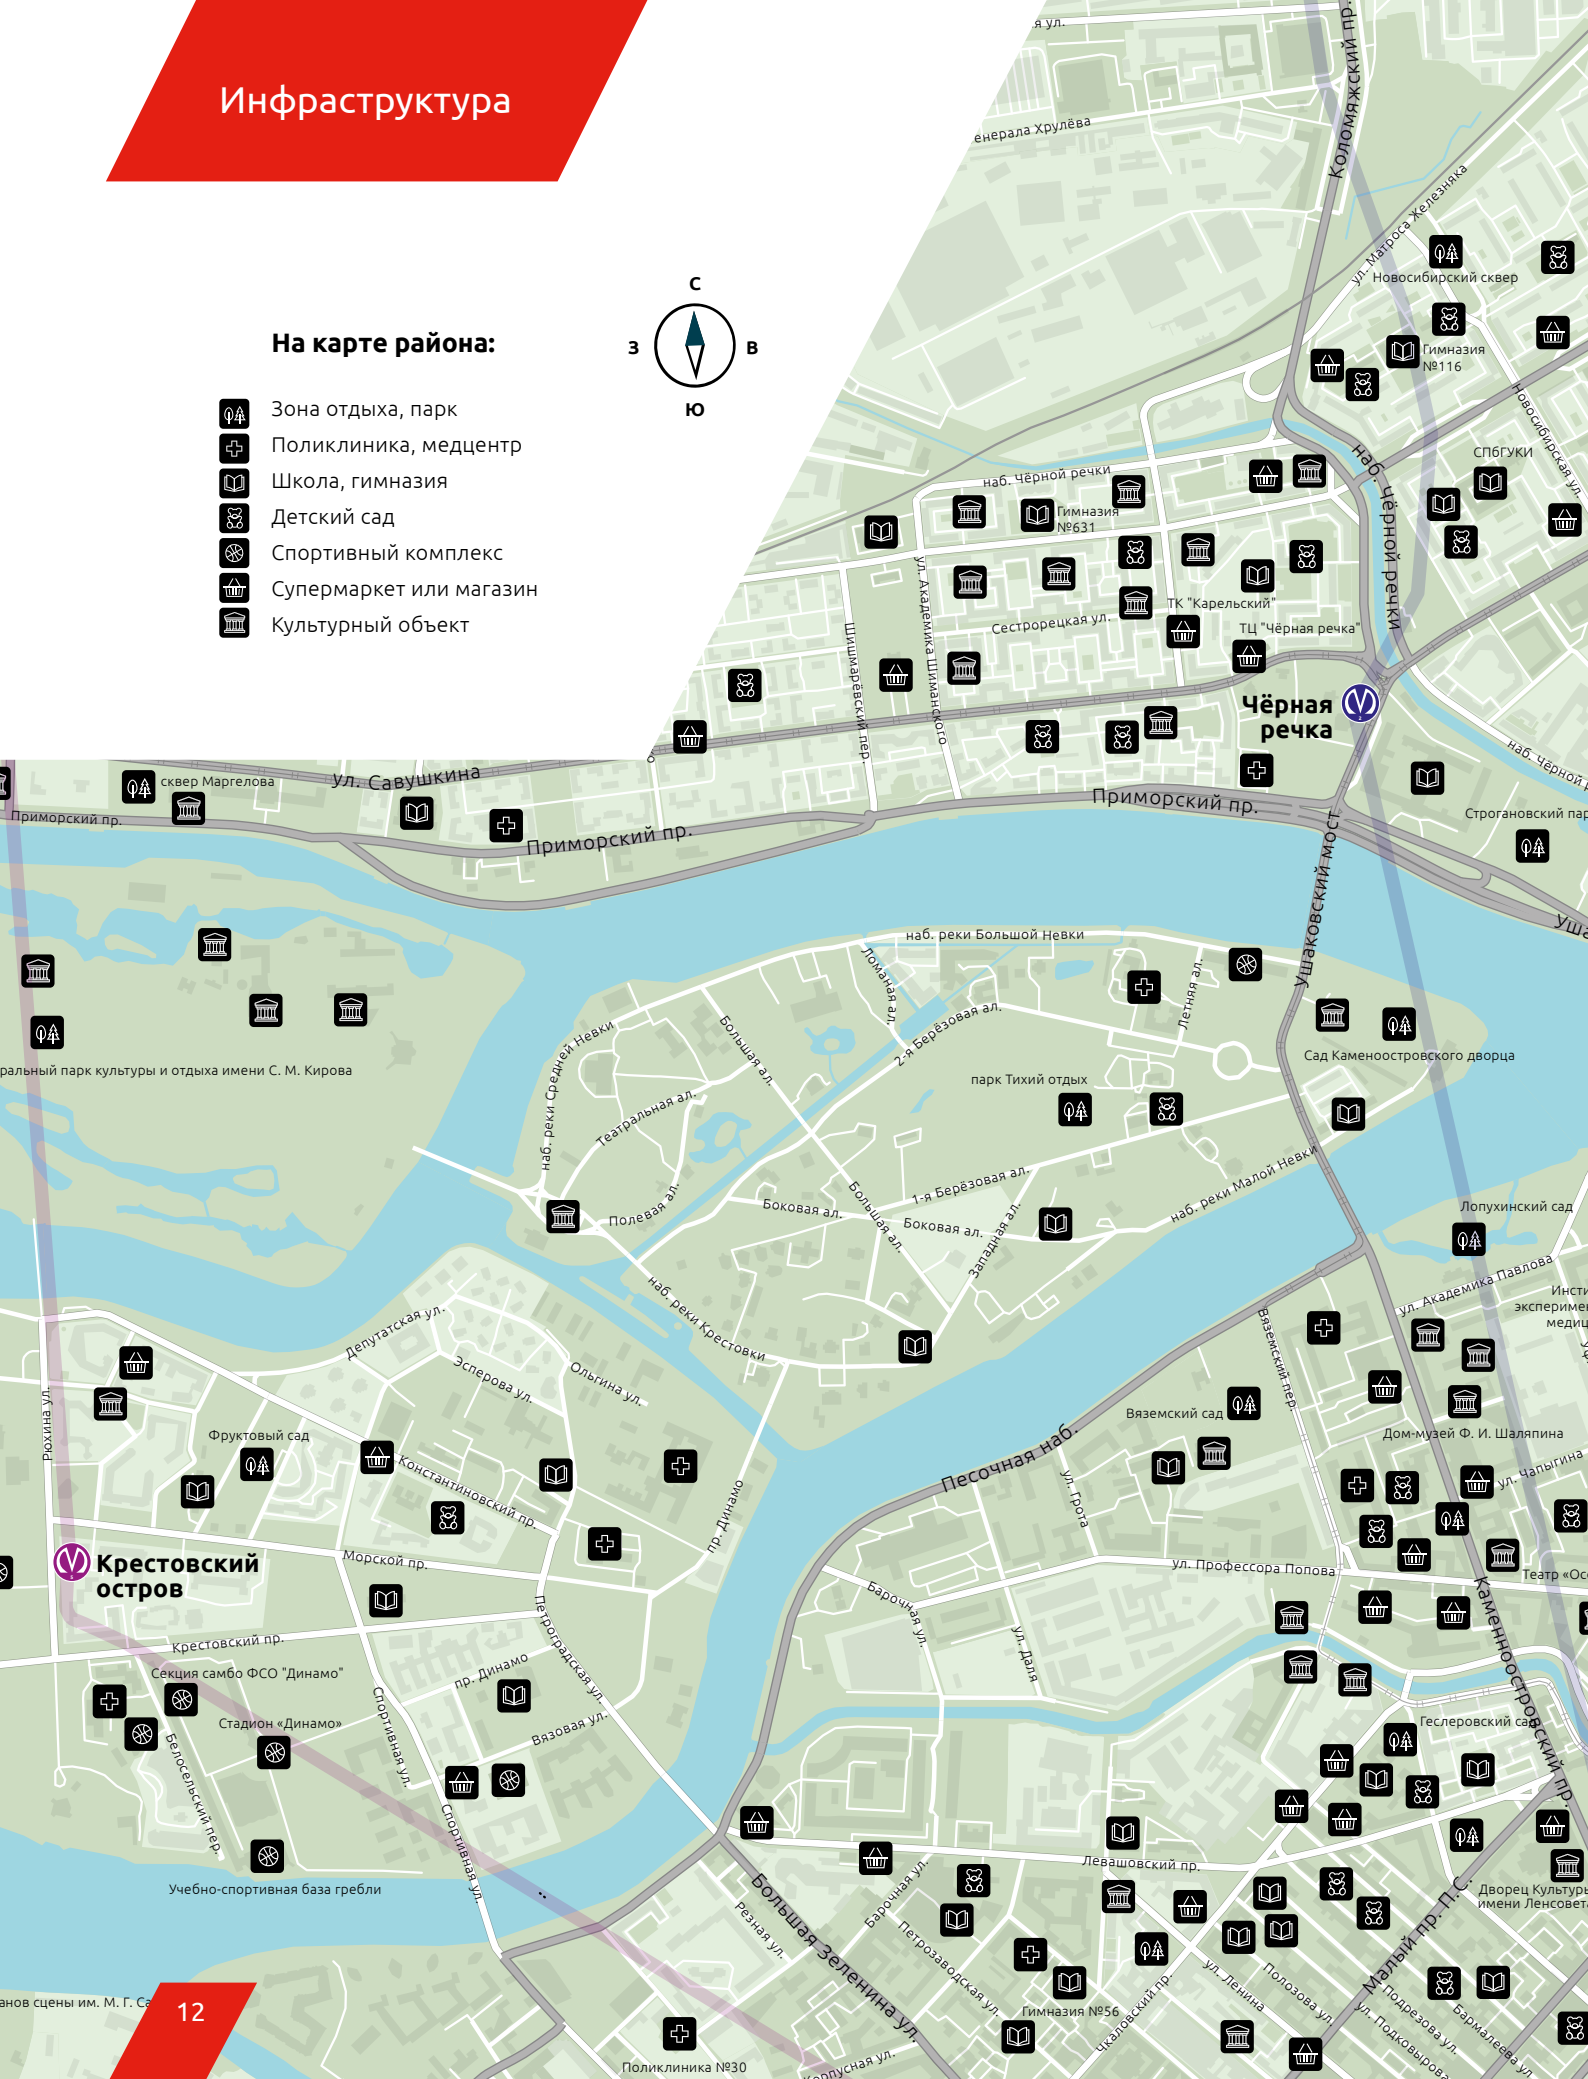 Инфраструктура
На карте района:
Зона отдыха, парк
Поликлиника, медцентр
Школа, гимназия
Детский сад
Спортивный комплекс
Супермаркет или магазин
Культурный объект
С
З
В
Ю
Коломяжский пр.
ул. Матроса Железняка
Новосибирский сквер
Гимназия
№116
Новосибирская ул.
СПбГУКИ
наб. Чёрной речки
наб. Чёрной речки
Гимназия
№631
ул. Академика Шиманского
Шишмарёвский пер.
Сестрорецкая ул.
ТК "Карельский"
ТЦ "Чёрная речка"
Чёрная
речка
наб. Чёрной
сквер Маргелова
ул. Савушкина
Приморский пр.
Приморский пр.
Приморский пр.
Ушаковский мост
наб. реки Большой Невки
Ломаная ал.
Летняя ал.
2-я Берёзовая ал.
Большая ал.
наб. реки Средней Невки
Театральная ал.
парк Тихий отдых
Сад Каменоостровского дворца
парк культуры и отдыха имени С. М. Кирова
Полевая ал.
Боковая ал.
Большая ал.
1-я Берёзовая ал.
Боковая ал.
Западная ал.
наб. реки Малой Невки
Лопухинский сад
ул. Академика Павлова
наб. реки Крестовки
Депутатская ул.
Эсперова ул.
Ольгина ул.
Рюхина ул.
Вяземский пер.
Вяземский сад
Дом-музей Ф. И. Шаляпина
ул. Чапыгина
Фруктовый сад
Константиновский пр.
пр. Динамо
Песочная наб.
ул. Грота
Крестовский
остров
Морской пр.
ул. Профессора Попова
Театр
Барочная ул.
ул. Даля
Каменноостровский пр.
Петроградская ул.
Крестовский пр.
Секция самбо ФСО "Динамо"
пр. Динамо
Стадион «Динамо»
Вязовая ул.
Спортивная ул.
Белосельский пер.
Геслеровский сад
Спортивная ул.
Учебно-спортивная база гребли
Левашовский пр.
Большая Зеленина ул.
Резная ул.
Барочная ул.
Петрозаводская ул.
Дворец Культуры
имени Ленсовета
Малый пр. П.С.
Гимназия №56
Чкаловский пр.
ул. Ленина
Полозова ул.
Подрезова ул.
ул. Подковырова
Бармалеева ул.
Поликлиника №30
Корпусная ул.
сцены им. М. Г.
12